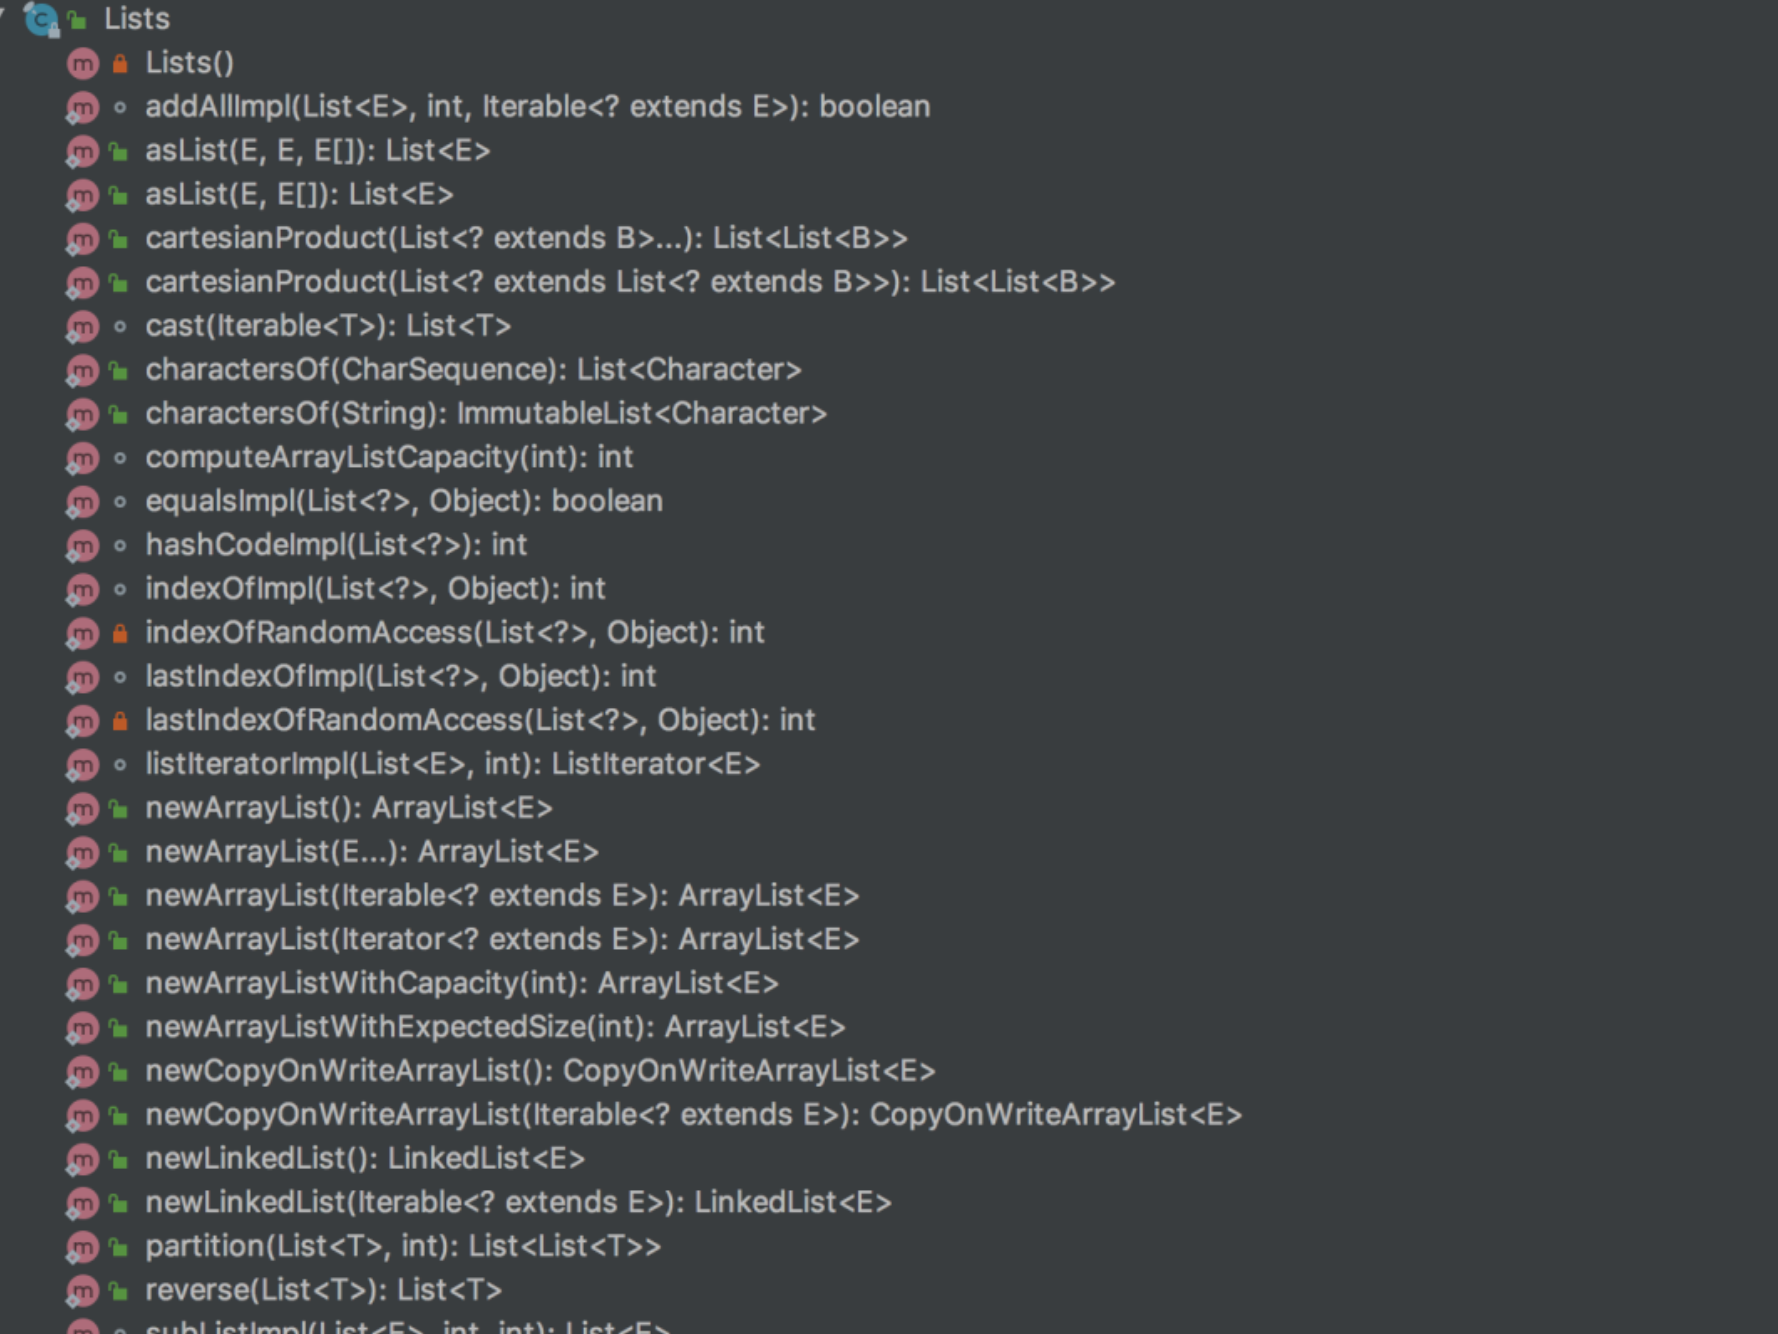 Lists
Lists()
addAllImpl(List<E>, int, Iterable<? extends E>): boolean
asList(E, E, E[]): List<E>
asList(E, E[]): List<E>
cartesianProduct(List<? extends B>...): List<List<B>>
cartesianProduct(List<? extends List<? extends B>>): List<List<B>>
cast(Iterable<T>): List<T>
charactersOf(CharSequence): List<Character>
charactersOf(String): ImmutableList<Character>
computeArrayListCapacity(int): int
equalsImpl(List<?>, Object): boolean
hashCodeImpl(List<?>): int
indexOfImpl(List<?>, Object): int
indexOfRandomAccess(List<?>, Object): int
lastIndexOfImpl(List<?>, Object): int
lastIndexOfRandomAccess(List<?>, Object): int
listIteratorImpl(List<E>, int): ListIterator<E>
newArrayList(): ArrayList<E>
newArrayList(E...): ArrayList<E>
newArrayList(Iterable<? extends E>): ArrayList<E>
newArrayList(Iterator<? extends E>): ArrayList<E>
newArrayListWithCapacity(int): ArrayList<E>
newArrayListWithExpectedSize(int): ArrayList<E>
newCopyOnWriteArrayList(): CopyOnWriteArrayList<E>
newCopyOnWriteArrayList(Iterable<? extends E>): CopyOnWriteArrayList<E>
newLinkedList(): LinkedList<E>
newLinkedList(Iterable<? extends E>): LinkedList<E>
partition(List<T>, int): List<List<T>>
reverse(List<T>): List<T>
subListImpl(List<E>, int, int): List<E>